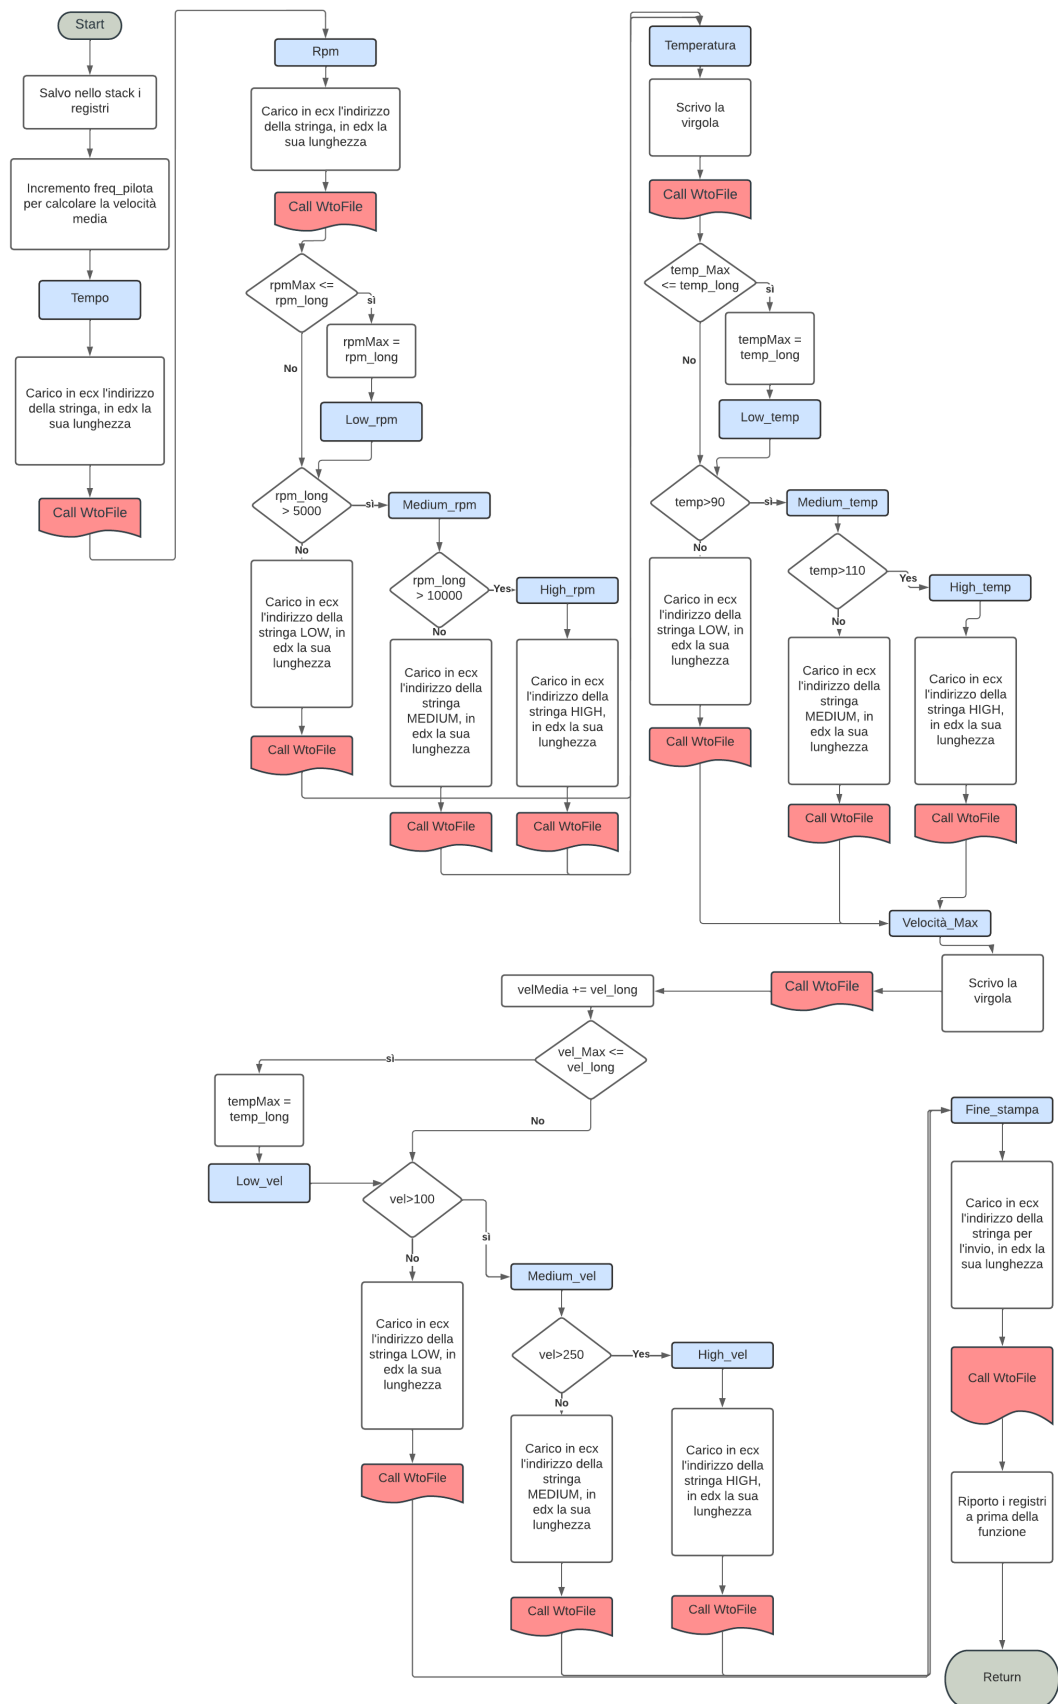 Start
Salvo nello stack i
registri
Incremento freq_pilota
per calcolare la velocità
media
Tempo
Carico in ecx l'indirizzo
della stringa, in edx la
sua lunghezza
Call WtoFile
Rpm
Carico in ecx l'indirizzo
della stringa, in edx la
sua lunghezza
Call WtoFile
rpmMax <=
rpm_long
sì
rpmMax =
rpm_long
No
Low_rpm
rpm_long
> 5000
sì
Medium_rpm
No
Carico in ecx
l'indirizzo della
stringa LOW, in
edx la sua
lunghezza
Call WtoFile
rpm_long
> 10000
Yes
High_rpm
No
Carico in ecx
l'indirizzo della
stringa
MEDIUM, in
edx la sua
lunghezza
Call WtoFile
Carico in ecx
l'indirizzo della
stringa HIGH,
in edx la sua
lunghezza
Call WtoFile
Temperatura
Scrivo la
virgola
Call WtoFile
temp_Max
<= temp_long
sì
tempMax =
temp_long
No
Low_temp
temp>90
sì
Medium_temp
No
Carico in ecx
l'indirizzo della
stringa LOW, in
edx la sua
lunghezza
Call WtoFile
temp>110
Yes
High_temp
No
Carico in ecx
l'indirizzo della
stringa
MEDIUM, in
edx la sua
lunghezza
Call WtoFile
Carico in ecx
l'indirizzo della
stringa HIGH,
in edx la sua
lunghezza
Call WtoFile
Velocità_Max
Scrivo la
virgola
Call WtoFile
velMedia += vel_long
vel_Max <=
vel_long
sì
tempMax =
temp_long
No
Low_vel
vel>100
sì
No
Carico in ecx
l'indirizzo della
stringa LOW, in
edx la sua
lunghezza
Call WtoFile
Medium_vel
vel>250
Yes
High_vel
No
Carico in ecx
l'indirizzo della
stringa
MEDIUM, in
edx la sua
lunghezza
Call WtoFile
Carico in ecx
l'indirizzo della
stringa HIGH,
in edx la sua
lunghezza
Call WtoFile
Fine_stampa
Carico in ecx
l'indirizzo della
stringa per
l'invio, in edx la
sua lunghezza
Call WtoFile
Riporto i registri
a prima della
funzione
Return